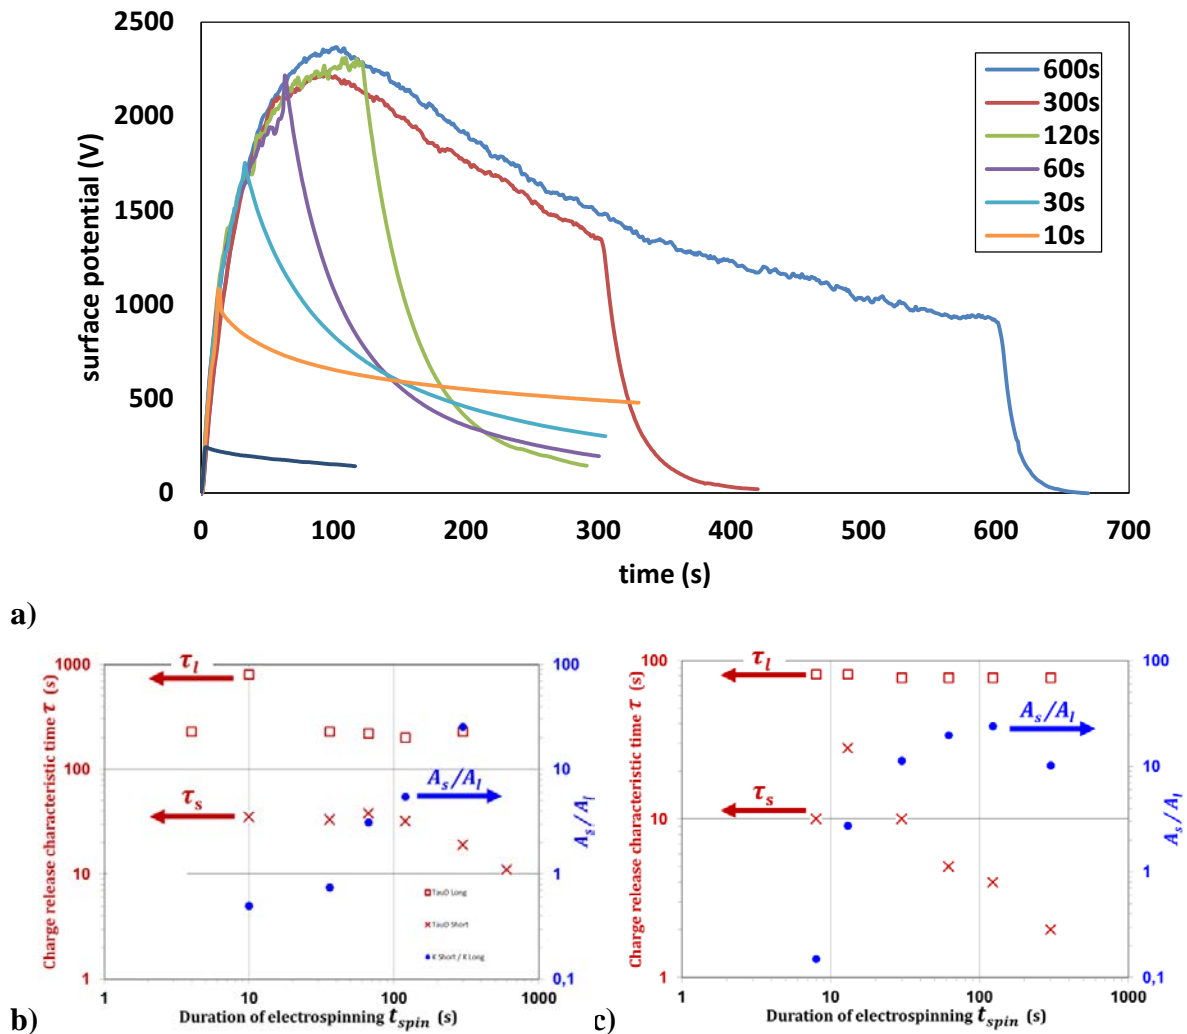 2500
2000
1500
1000
500
0
surface potential (V)
600s
300s
120s
60s
30s
10s
0 100 200 300 400 500 600 700
time (s)
a)
Charge release characteristic time τ (s)
1000
100
10
1
τl
τs
As/Al
TauD Long
TauD Short
K Short / K Long
100
10
1
0,1
As/Al
1 10 100 1000
Duration of electrospinning tspin (s)
b)
Charge release characteristic time τ (s)
100
10
1
τl
τs
As/Al
100
10
1
0,1
As/Al
1 10 100 1000
Duration of electrospinning tspin (s)
c)